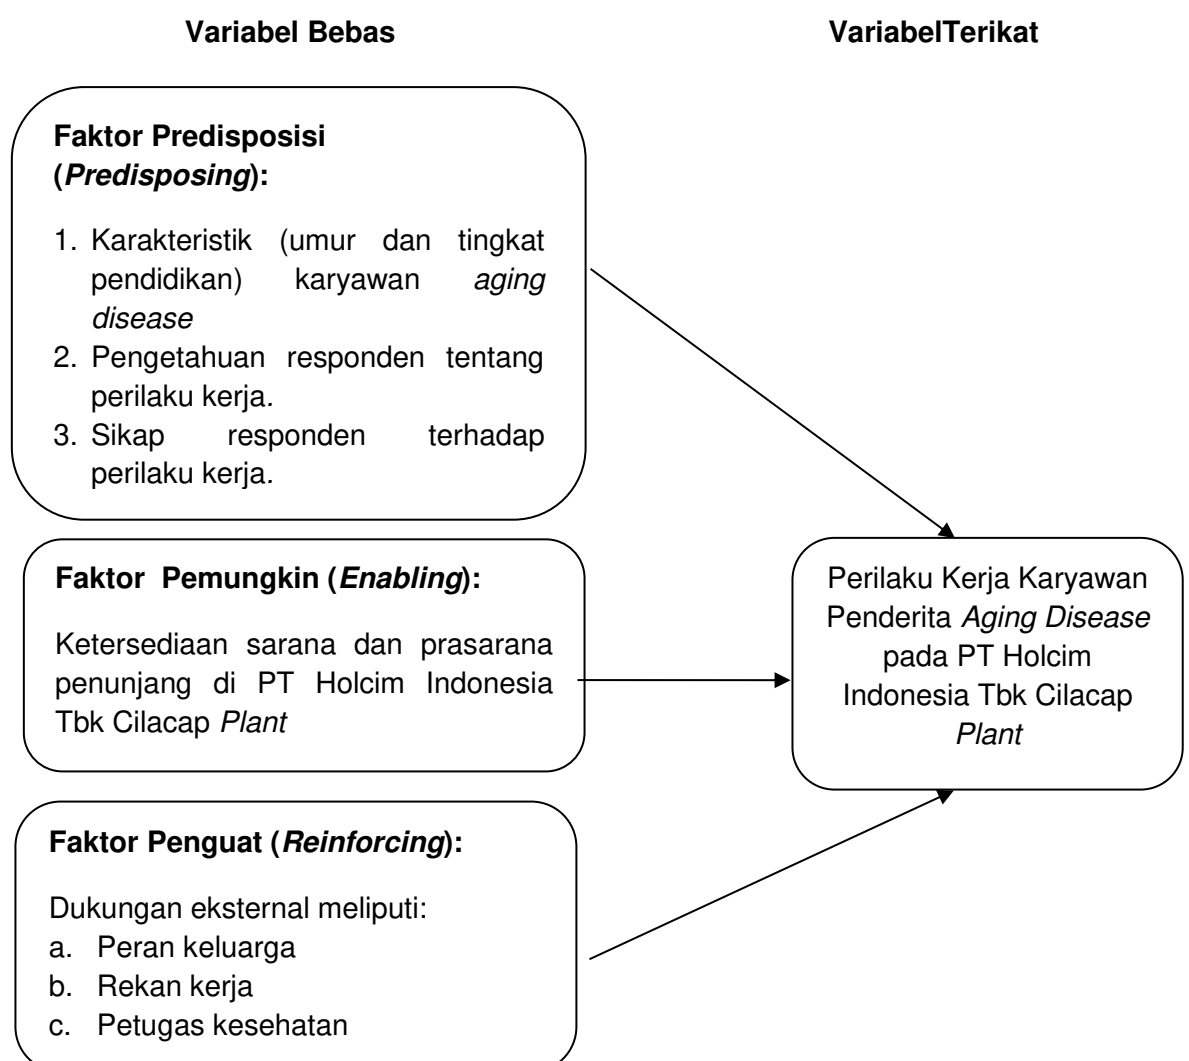 Variabel Bebas
VariabelTerikat
Faktor Predisposisi
(Predisposing):
1. Karakteristik (umur dan tingkat
pendidikan) karyawan aging
disease
2. Pengetahuan responden tentang
perilaku kerja.
3. Sikap responden terhadap
perilaku kerja.
Faktor Pemungkin (Enabling):
Ketersediaan sarana dan prasarana
penunjang di PT Holcim Indonesia
Tbk Cilacap Plant
Faktor Penguat (Reinforcing):
Dukungan eksternal meliputi:
a. Peran keluarga
b. Rekan kerja
c. Petugas kesehatan
Perilaku Kerja Karyawan
Penderita Aging Disease
pada PT Holcim
Indonesia Tbk Cilacap
Plant